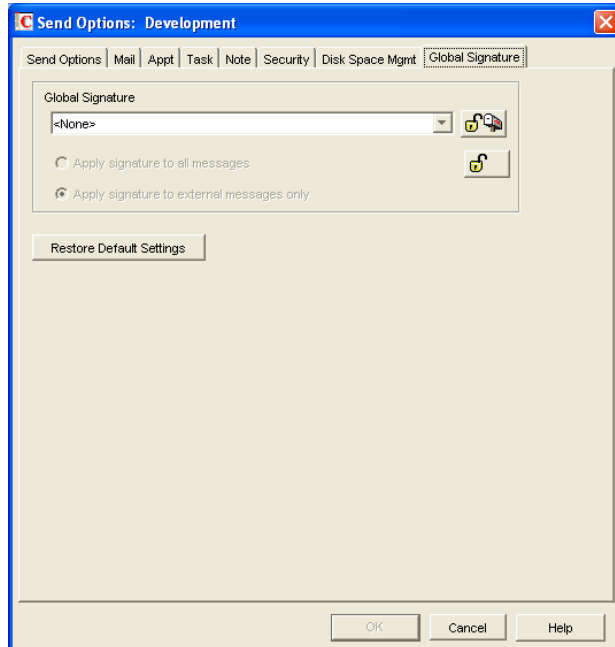 C Send Options: Development
Send Options Mail Appt Task Note Security Disk Space Mgmt Global Signature
Global Signature
<None>
Apply signature to all messages
Apply signature to external messages only
Restore Default Settings
OK Cancel Help